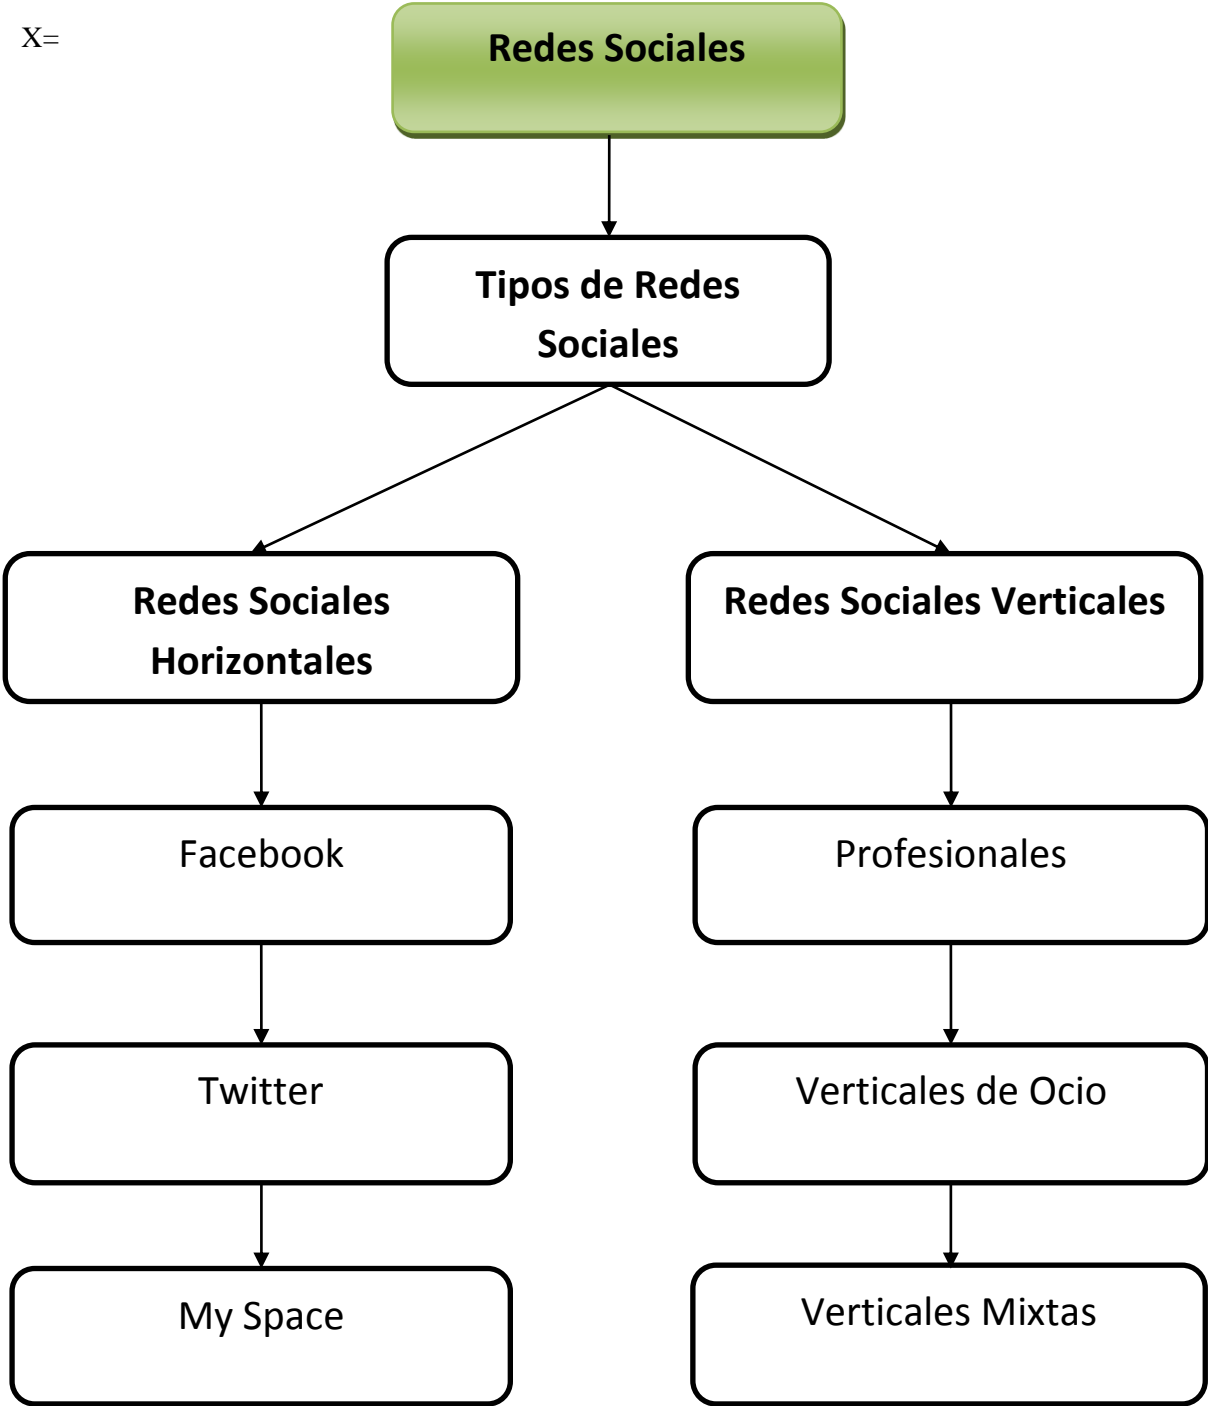 X=
Redes Sociales
Tipos de Redes
Sociales
Redes Sociales
Horizontales
Redes Sociales Verticales
Facebook
Profesionales
Twitter
Verticales de Ocio
My Space
Verticales Mixtas